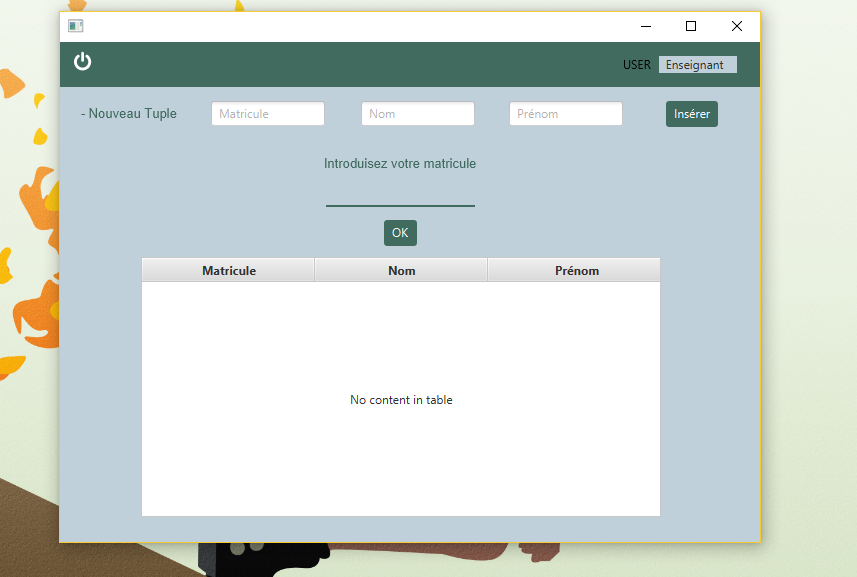 USER Enseignant
- Nouveau Tuple Matricule Nom Prénom Insérer
Introduisez votre matricule
OK
Matricule Nom Prénom
No content in table